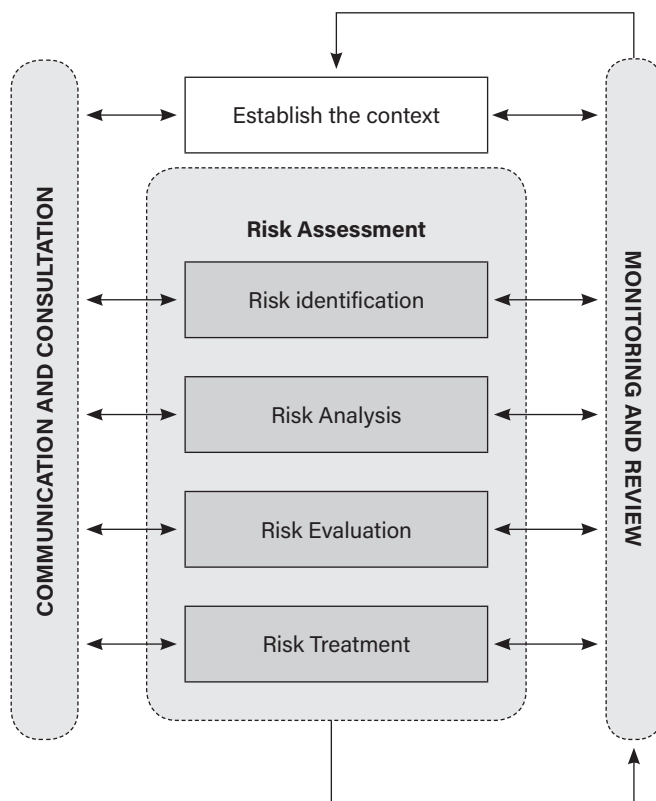 Establish the context
COMMUNICATION AND CONSULTATION
Risk Assessment
Risk identification
Risk Analysis
Risk Evaluation
Risk Treatment
MONITORING AND REVIEW